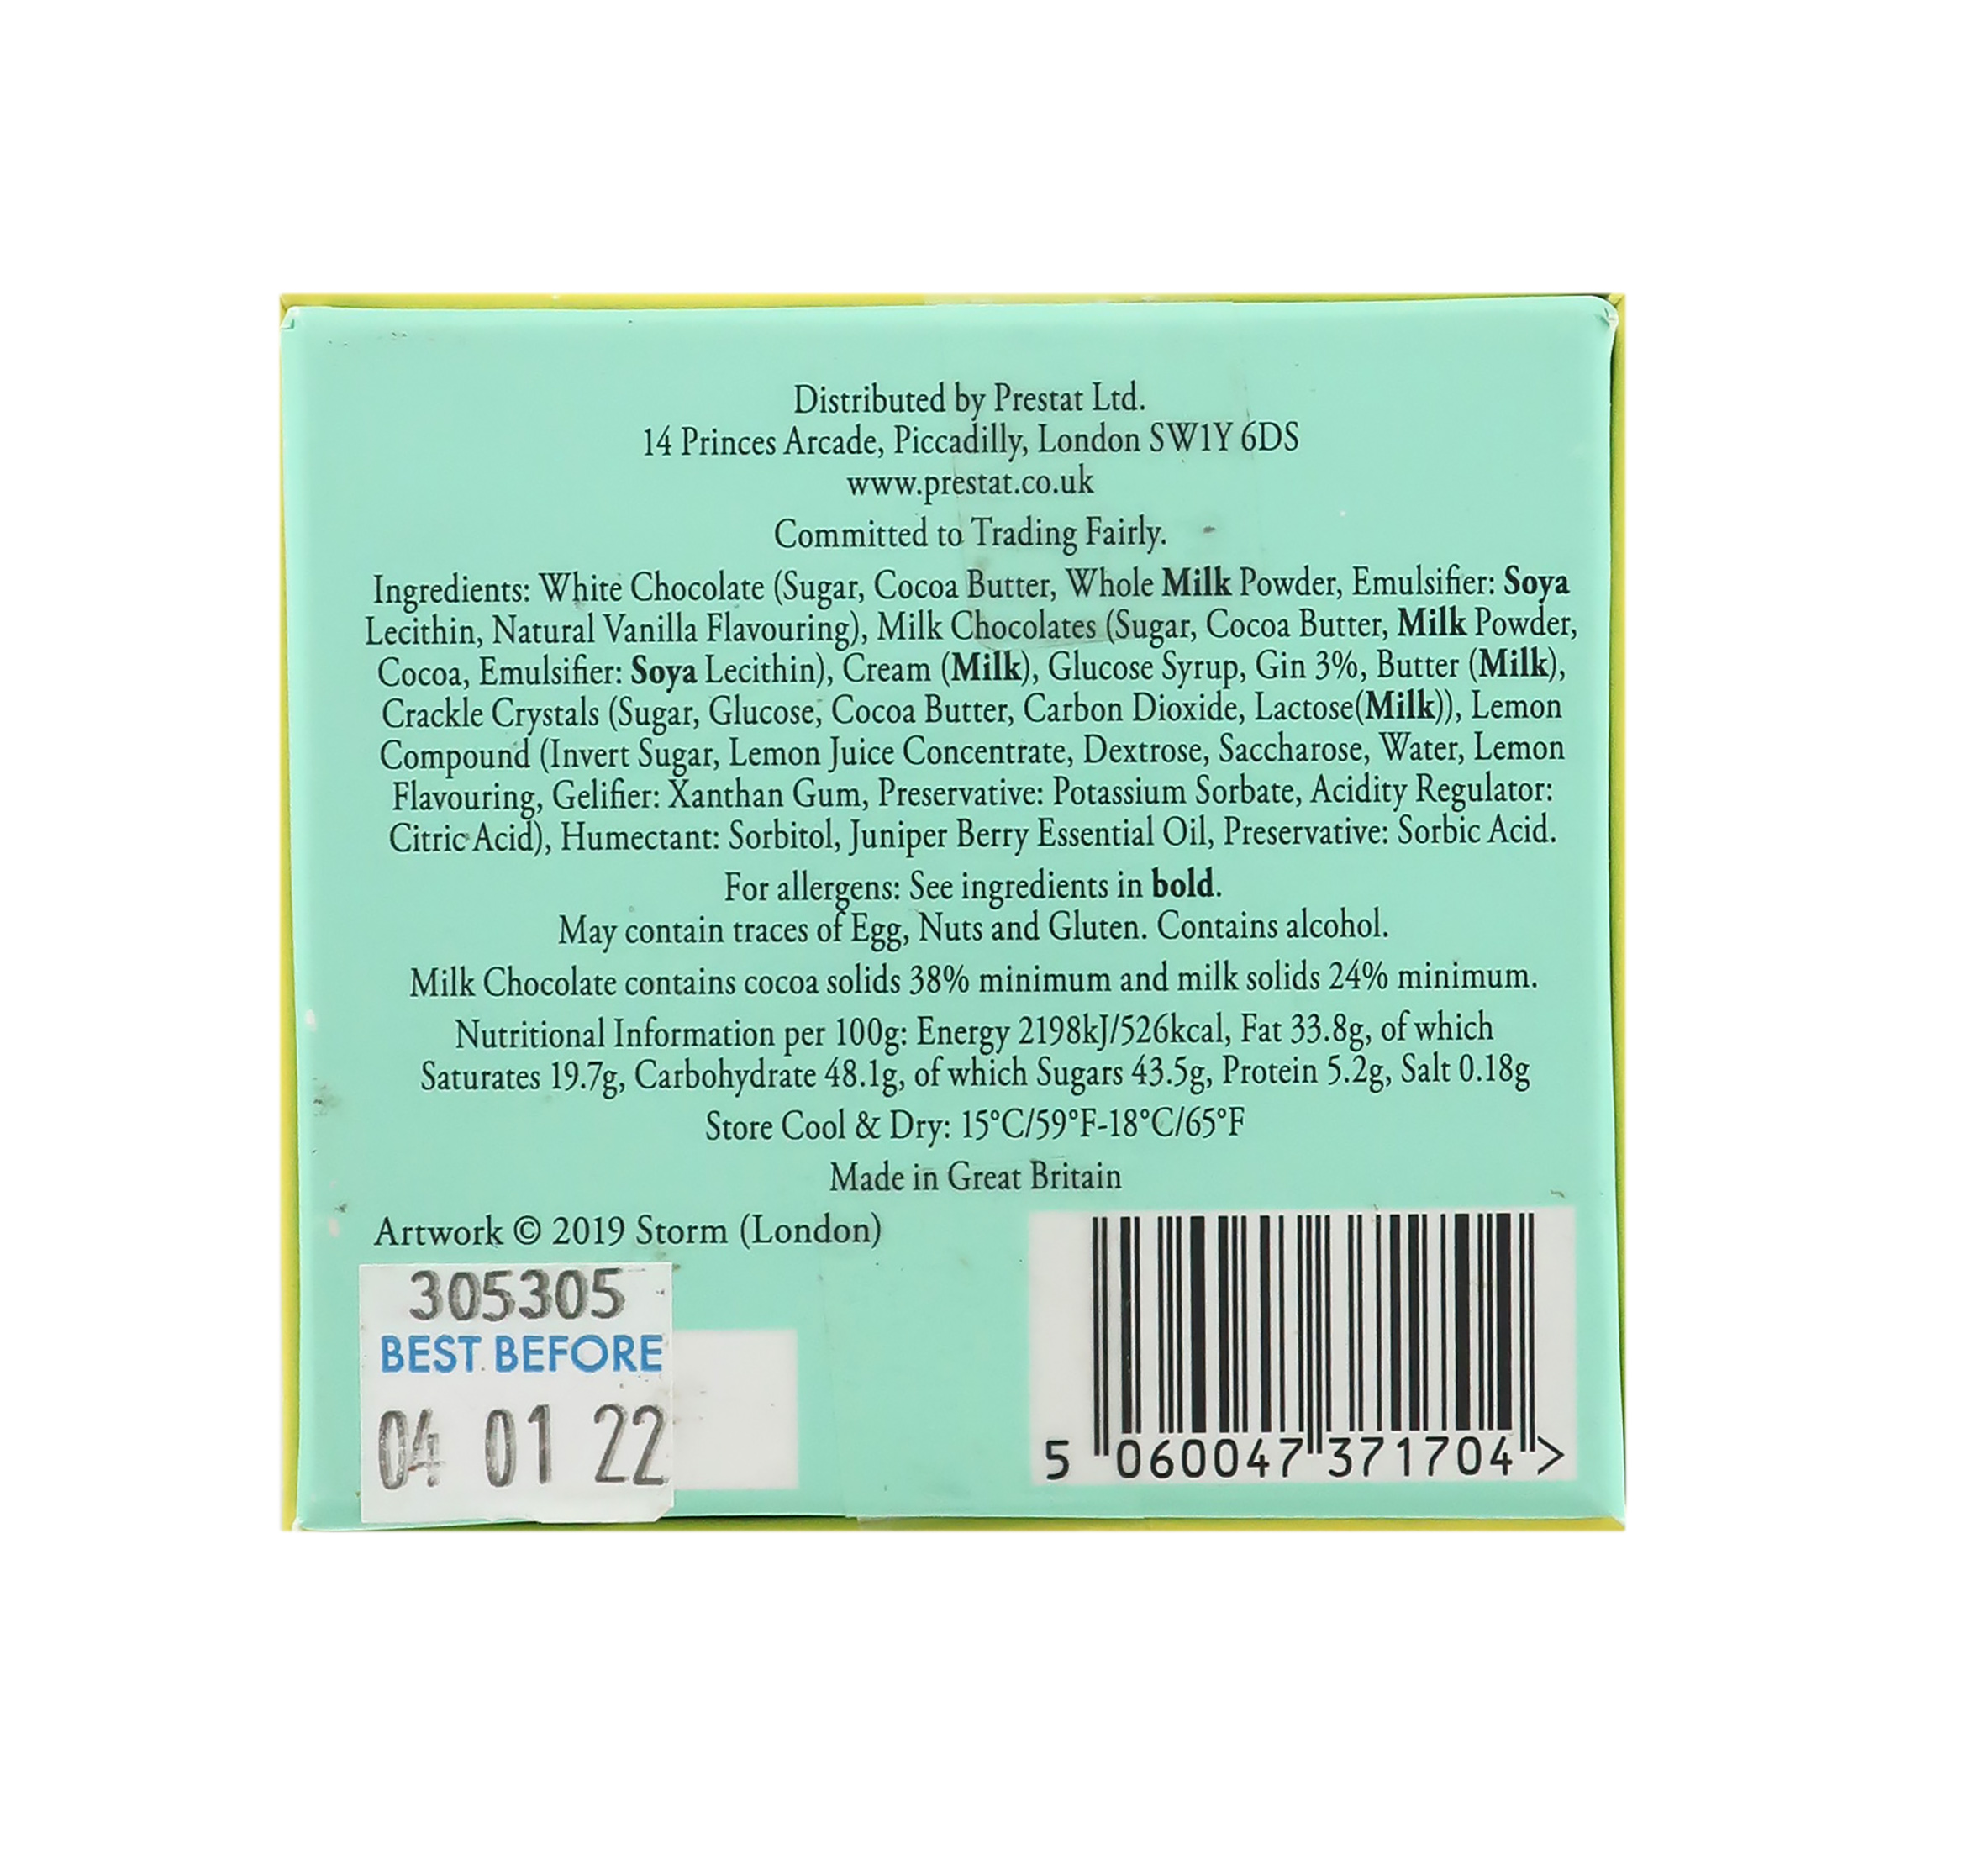 Distributed by Prestat Ltd.
14 Princes Arcade, Piccadilly, London SW1Y 6DS
www.prestat.co.uk
Committed to Trading Fairly.
Ingredients: White Chocolate (Sugar, Cocoa Butter, Whole Milk Powder, Emulsifier: Soya
Lecithin, Natural Vanilla Flavouring), Milk Chocolates (Sugar, Cocoa Butter, Milk Powder,
Cocoa, Emulsifier: Soya Lecithin), Cream (Milk), Glucose Syrup, Gin 3%, Butter (Milk),
Crackle Crystals (Sugar, Glucose, Cocoa Butter, Carbon Dioxide, Lactose(Milk)), Lemon
Compound (Invert Sugar, Lemon Juice Concentrate, Dextrose, Saccharose, Water, Lemon
Flavouring, Gelifier: Xanthan Gum, Preservative: Potassium Sorbate, Acidity Regulator:
Citric Acid), Humectant: Sorbitol, Juniper Berry Essential Oil, Preservative: Sorbic Acid.
For allergens: See ingredients in bold.
May contain traces of Egg, Nuts and Gluten. Contains alcohol.
Milk Chocolate contains cocoa solids 38% minimum and milk solids 24% minimum.
Nutritional Information per 100g: Energy 2198kJ/526kcal, Fat 33.8g, of which
Saturates 19.7g, Carbohydrate 48.1g, of which Sugars 43.5g, Protein 5.2g, Salt 0.18g
Store Cool & Dry: 15°C/59°F-18°C/65°F
Made in Great Britain
Artwork © 2019 Storm (London)
305305
BEST BEFORE
04 01 22
5 060047 371704 >